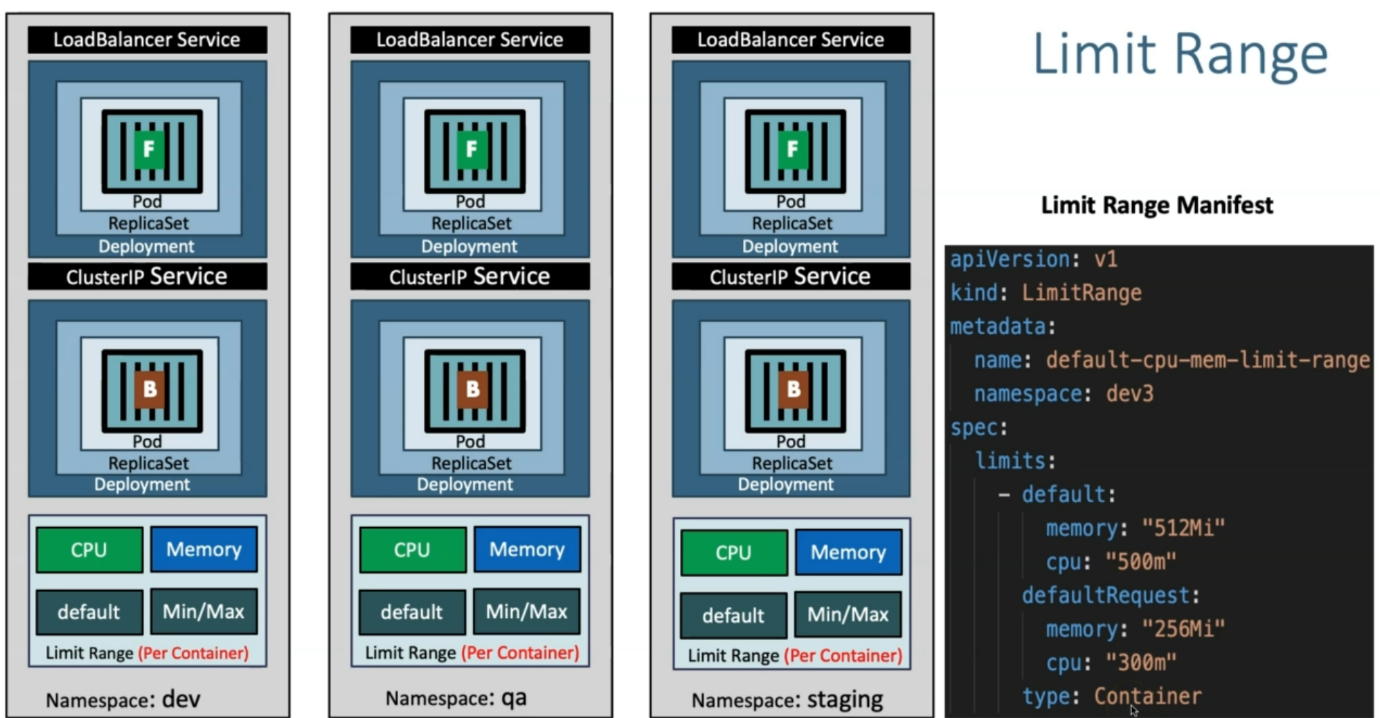 LoadBalancer Service
F
Pod
ReplicaSet
Deployment
ClusterIP Service
B
Pod
ReplicaSet
Deployment
CPU
Memory
default
Min/Max
Limit Range (Per Container)
Namespace: dev
LoadBalancer Service
F
Pod
ReplicaSet
Deployment
ClusterIP Service
B
Pod
ReplicaSet
Deployment
CPU
Memory
default
Min/Max
Limit Range (Per Container)
Namespace: qa
LoadBalancer Service
F
Pod
ReplicaSet
Deployment
ClusterIP Service
B
Pod
ReplicaSet
Deployment
CPU
Memory
default
Min/Max
Limit Range (Per Container)
Namespace: staging
Limit Range
Limit Range Manifest
apiVersion: v1
kind: LimitRange
metadata:
  name: default-cpu-mem-limit-range
  namespace: dev3
spec:
  limits:
    - default:
        memory: "512Mi"
        cpu: "500m"
      defaultRequest:
        memory: "256Mi"
        cpu: "300m"
      type: Container